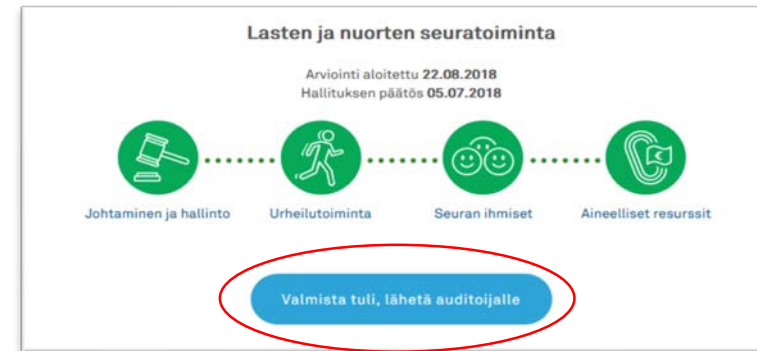 Lasten ja nuorten seuratoiminta
Arviointi aloitettu 22.08.2018
Hallituksen päätös 05.07.2018
Johtaminen ja hallinto Urheilutoiminta Seuran ihmiset Aineelliset resurssit
Valmista tuli, lähetä auditoijalle